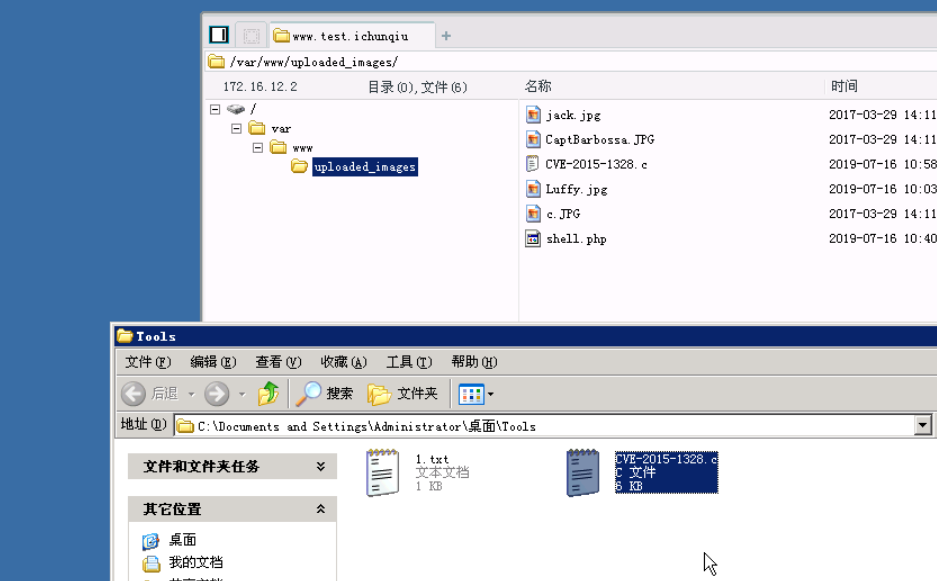 www.test.ichunqiu
/var/www/uploaded_images/
172.16.12.2 目录(0),文件(6) 名称 时间
/
var
www
uploaded_images
jack.jpg 2017-03-29 14:11
CaptBarbossa.JPG 2017-03-29 14:11
CVE-2015-1328.c 2019-07-16 10:58
Luffy.jpg 2019-07-16 10:03
c.JPG 2017-03-29 14:11
shell.php 2019-07-16 10:40
Tools
文件(F) 编辑(E) 查看(V) 收藏(A) 工具(T) 帮助(H)
后退 搜索 文件夹
地址(D) C:\Documents and Settings\Administrator\桌面\Tools
文件和文件夹任务
1.txt
文本文档
1 KB
CVE-2015-1328.c
C 文件
6 KB
其它位置
桌面
我的文档